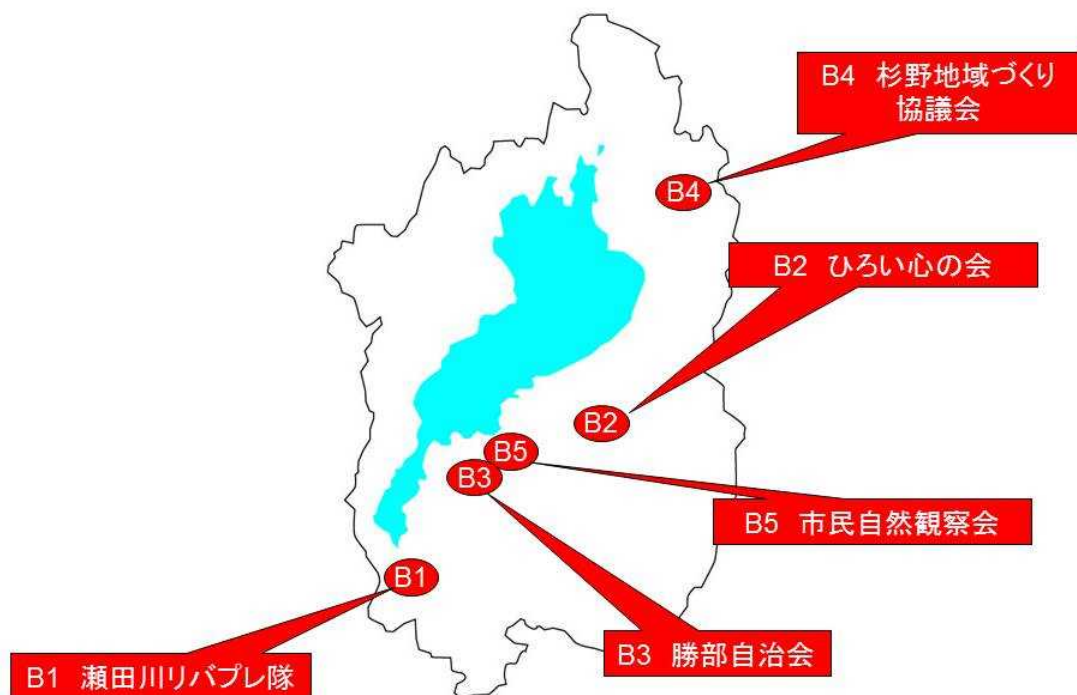 B4 杉野地域づくり
協議会
B4
B2 ひろい心の会
B2
B5
B3
B5 市民自然観察会
B1
B3 勝部自治会
B1 瀬田川リバプレ隊